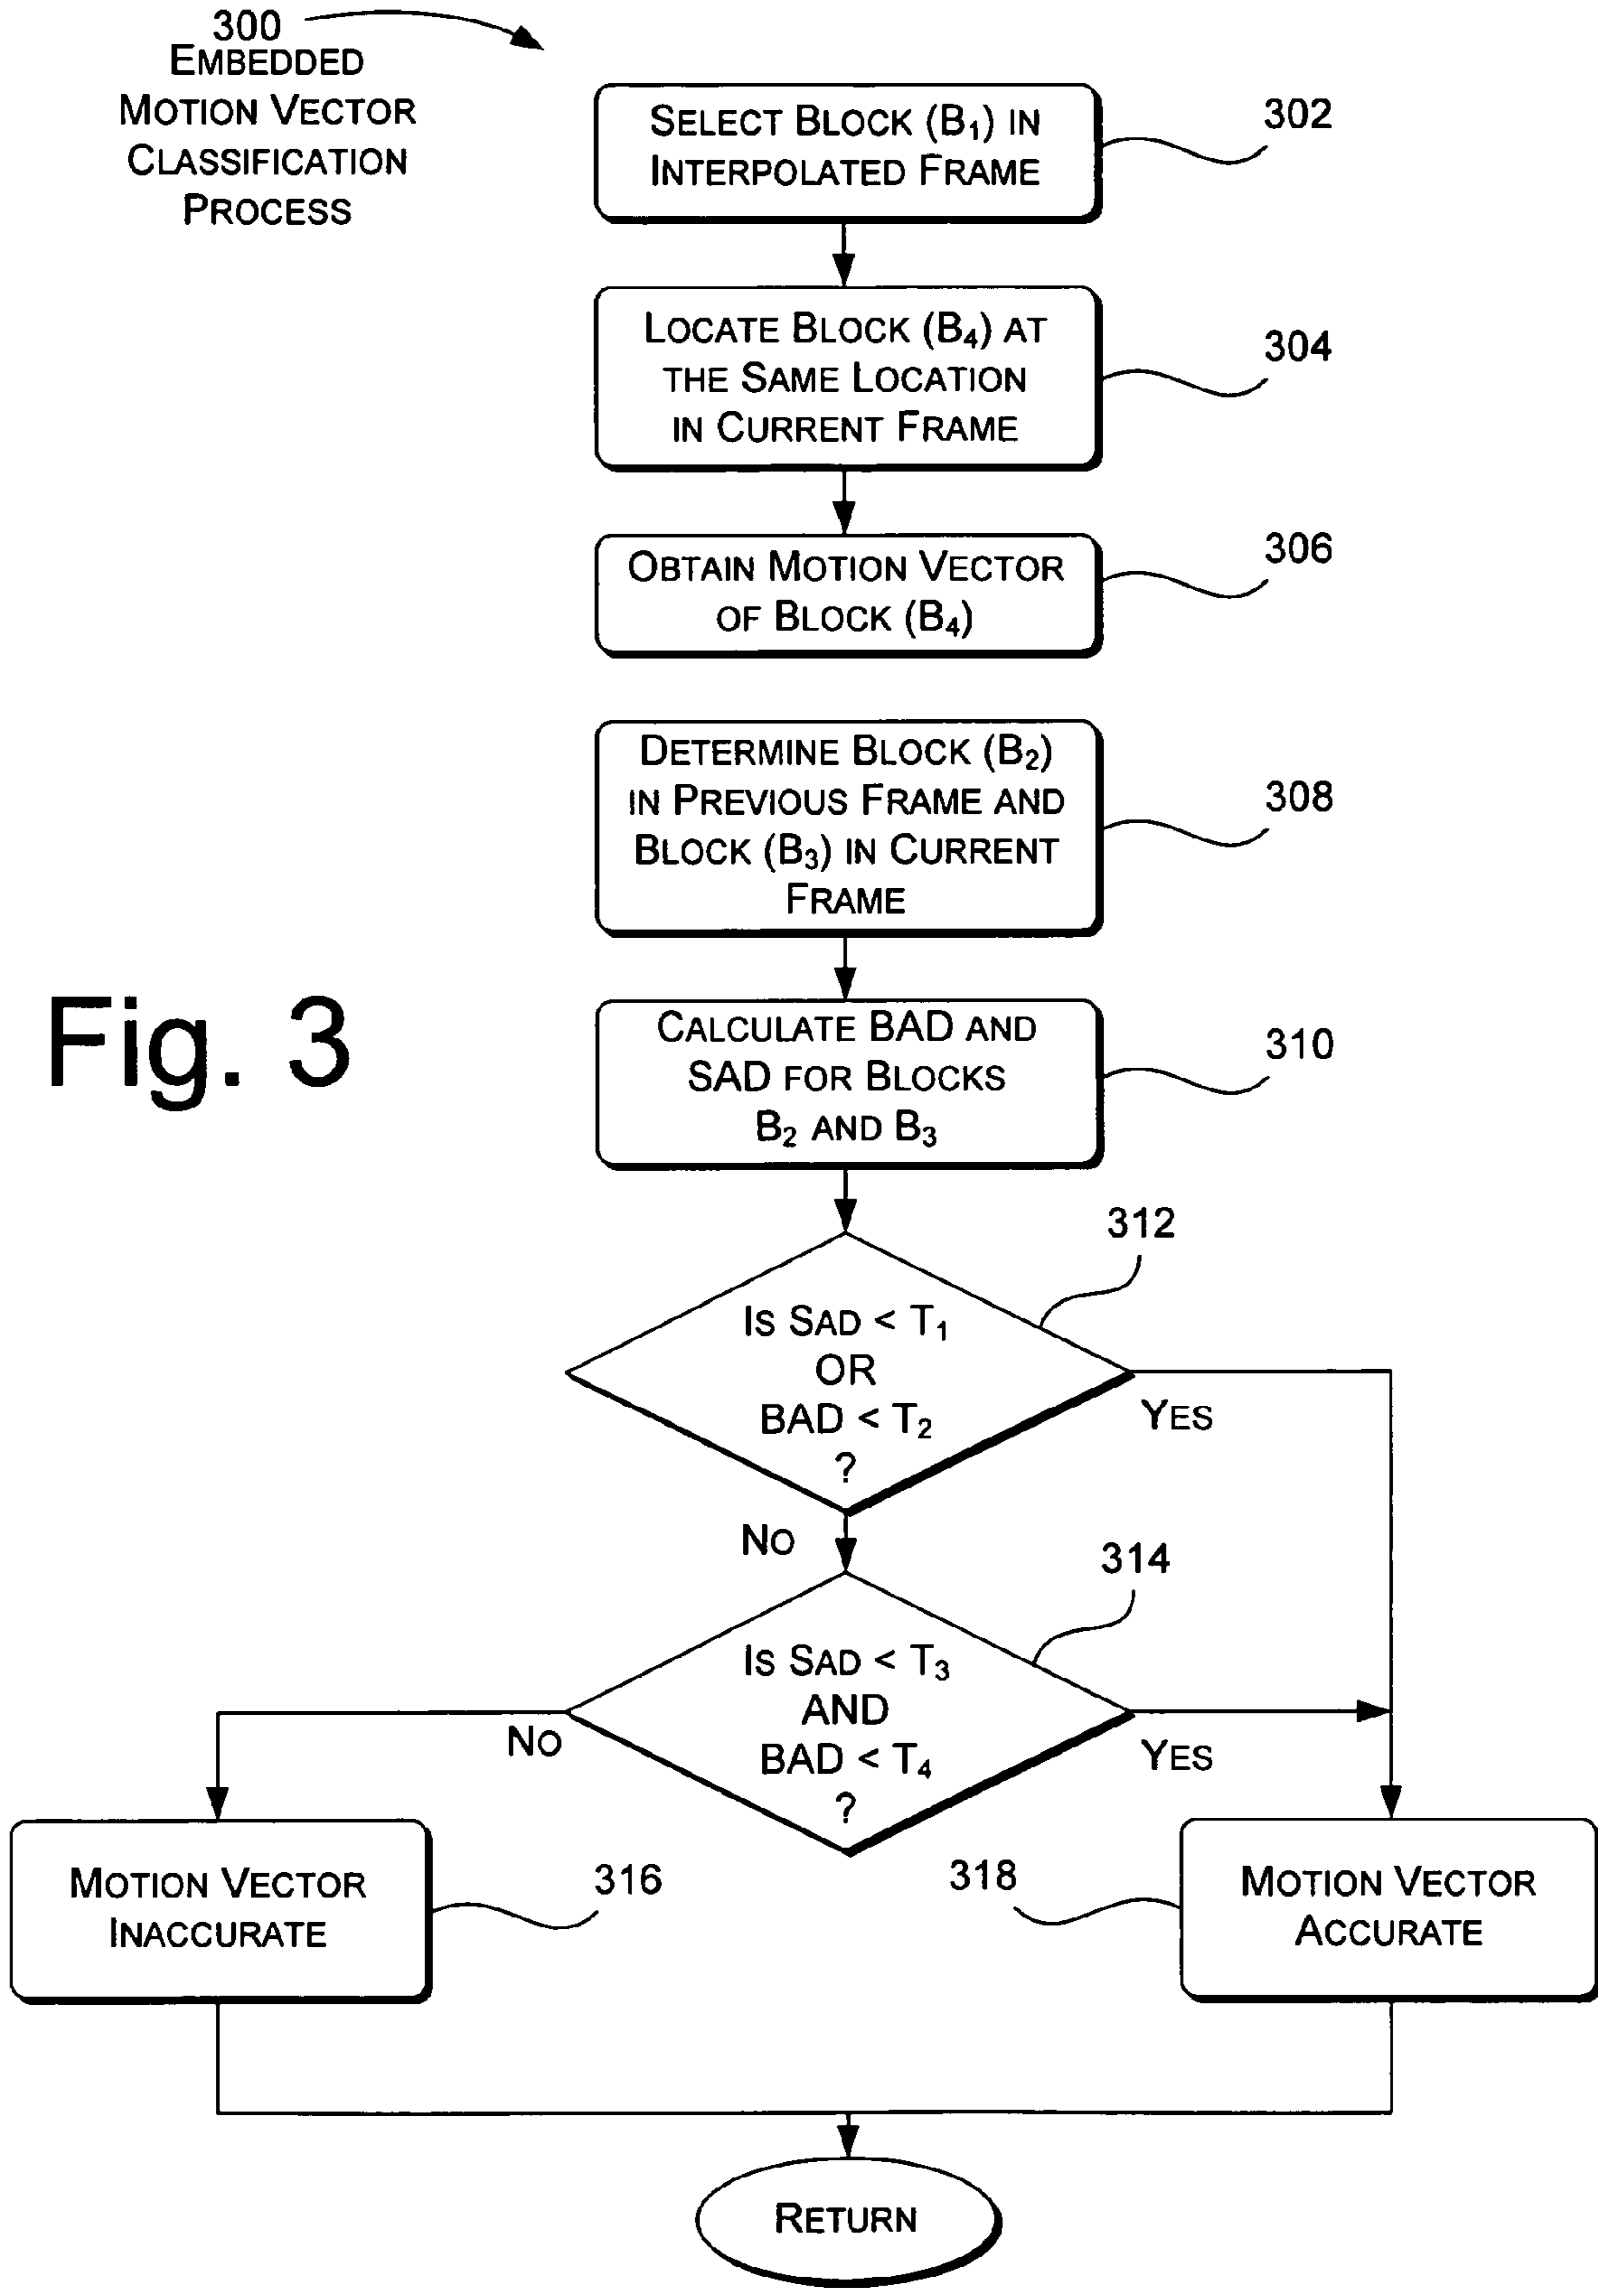 300
EMBEDDED
MOTION VECTOR
CLASSIFICATION
PROCESS
SELECT BLOCK (B1) IN
INTERPOLATED FRAME
302
LOCATE BLOCK (B4) AT
THE SAME LOCATION
IN CURRENT FRAME
304
OBTAIN MOTION VECTOR
OF BLOCK (B4)
306
DETERMINE BLOCK (B2)
IN PREVIOUS FRAME AND
BLOCK (B3) IN CURRENT
FRAME
308
Fig. 3
CALCULATE BAD AND
SAD FOR BLOCKS
B2 AND B3
310
312
IS SAD < T1
OR
BAD < T2
?
YES
NO
314
IS SAD < T3
AND
BAD < T4
?
NO
YES
MOTION VECTOR
INACCURATE
316
318
MOTION VECTOR
ACCURATE
RETURN